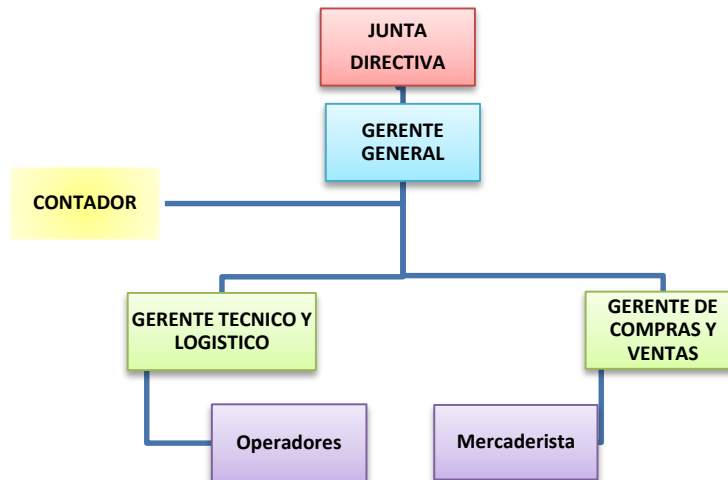 JUNTA
DIRECTIVA
GERENTE
GENERAL
CONTADOR
GERENTE TECNICO Y
LOGISTICO
GERENTE DE
COMPRAS Y
VENTAS
Operadores
Mercaderista